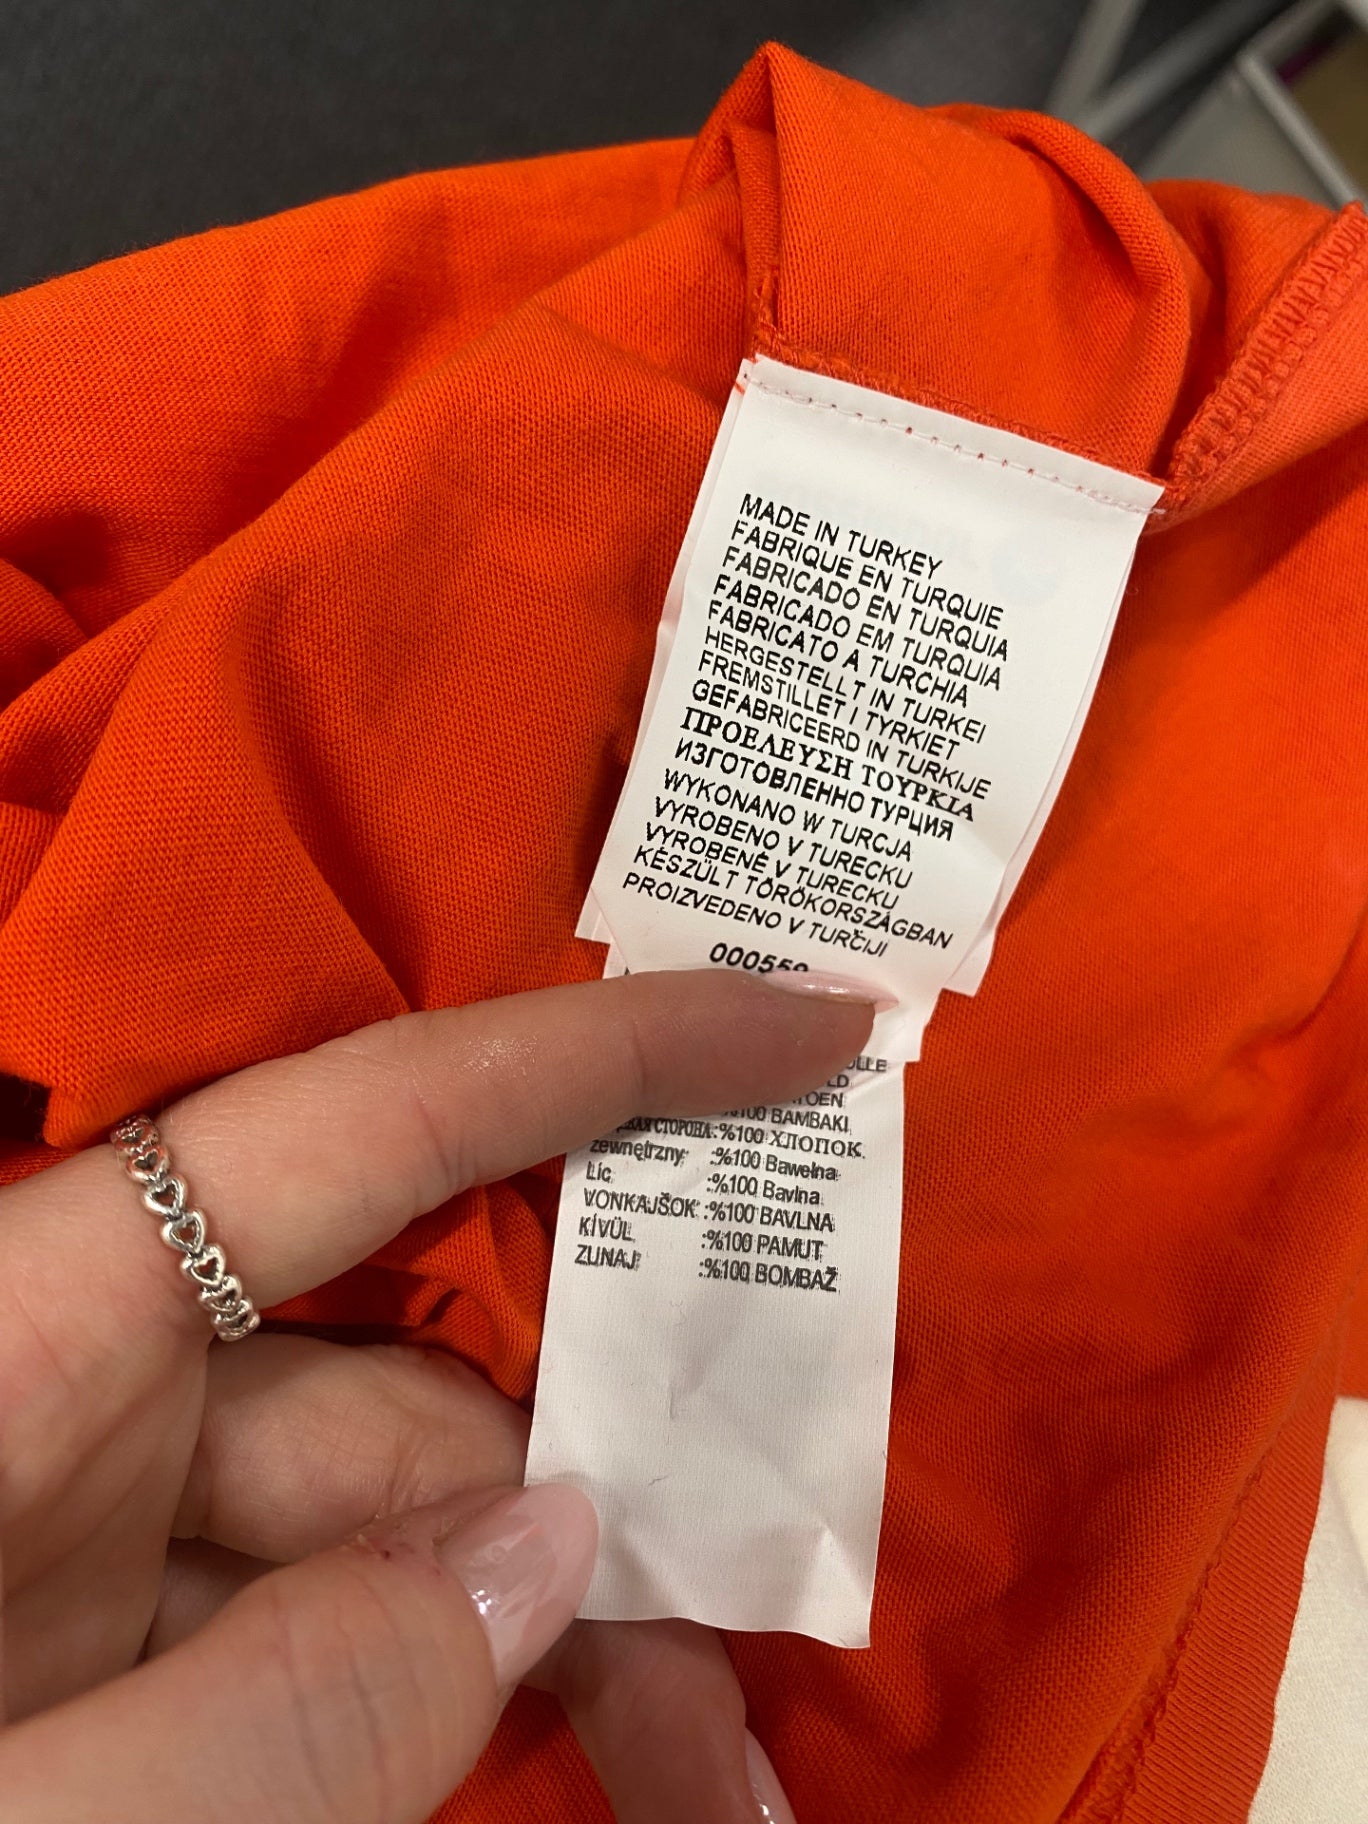 MADE IN TURKEY
FABRIQUE EN TURQUIE
FABRICADO EN TURQUIA
FABRICADO EM TURQUIA
FABRICATO A TURCHIA
HERGESTELLT IN TURKEI
FREMSTILLET I TYRKIET
GEFABRICEERD IN TURKIJE
ΠΡΟΕΛΕΥΣΗ ΤΟΥΡΚΙΑ
ИЗГОТОВЛЕННО ТУРЦИЯ
WYKONANO W TURCJA
VYROBENO V TURECKU
VYROBENÉ V TURECKU
KÉSZÜLT TÖRÖKORSZÁGBAN
PROIZVEDENO V TURČIJI
000559
%100 BAMBAKI
СТОРОНА:%100 ХЛОПОК
zewnętrzny :%100 Bawełna
Líc :%100 Bavlna
VONKAJŠOK :%100 BAVLNA
KÍVÜL :%100 PAMUT
ZUNAJ :%100 BOMBAŽ